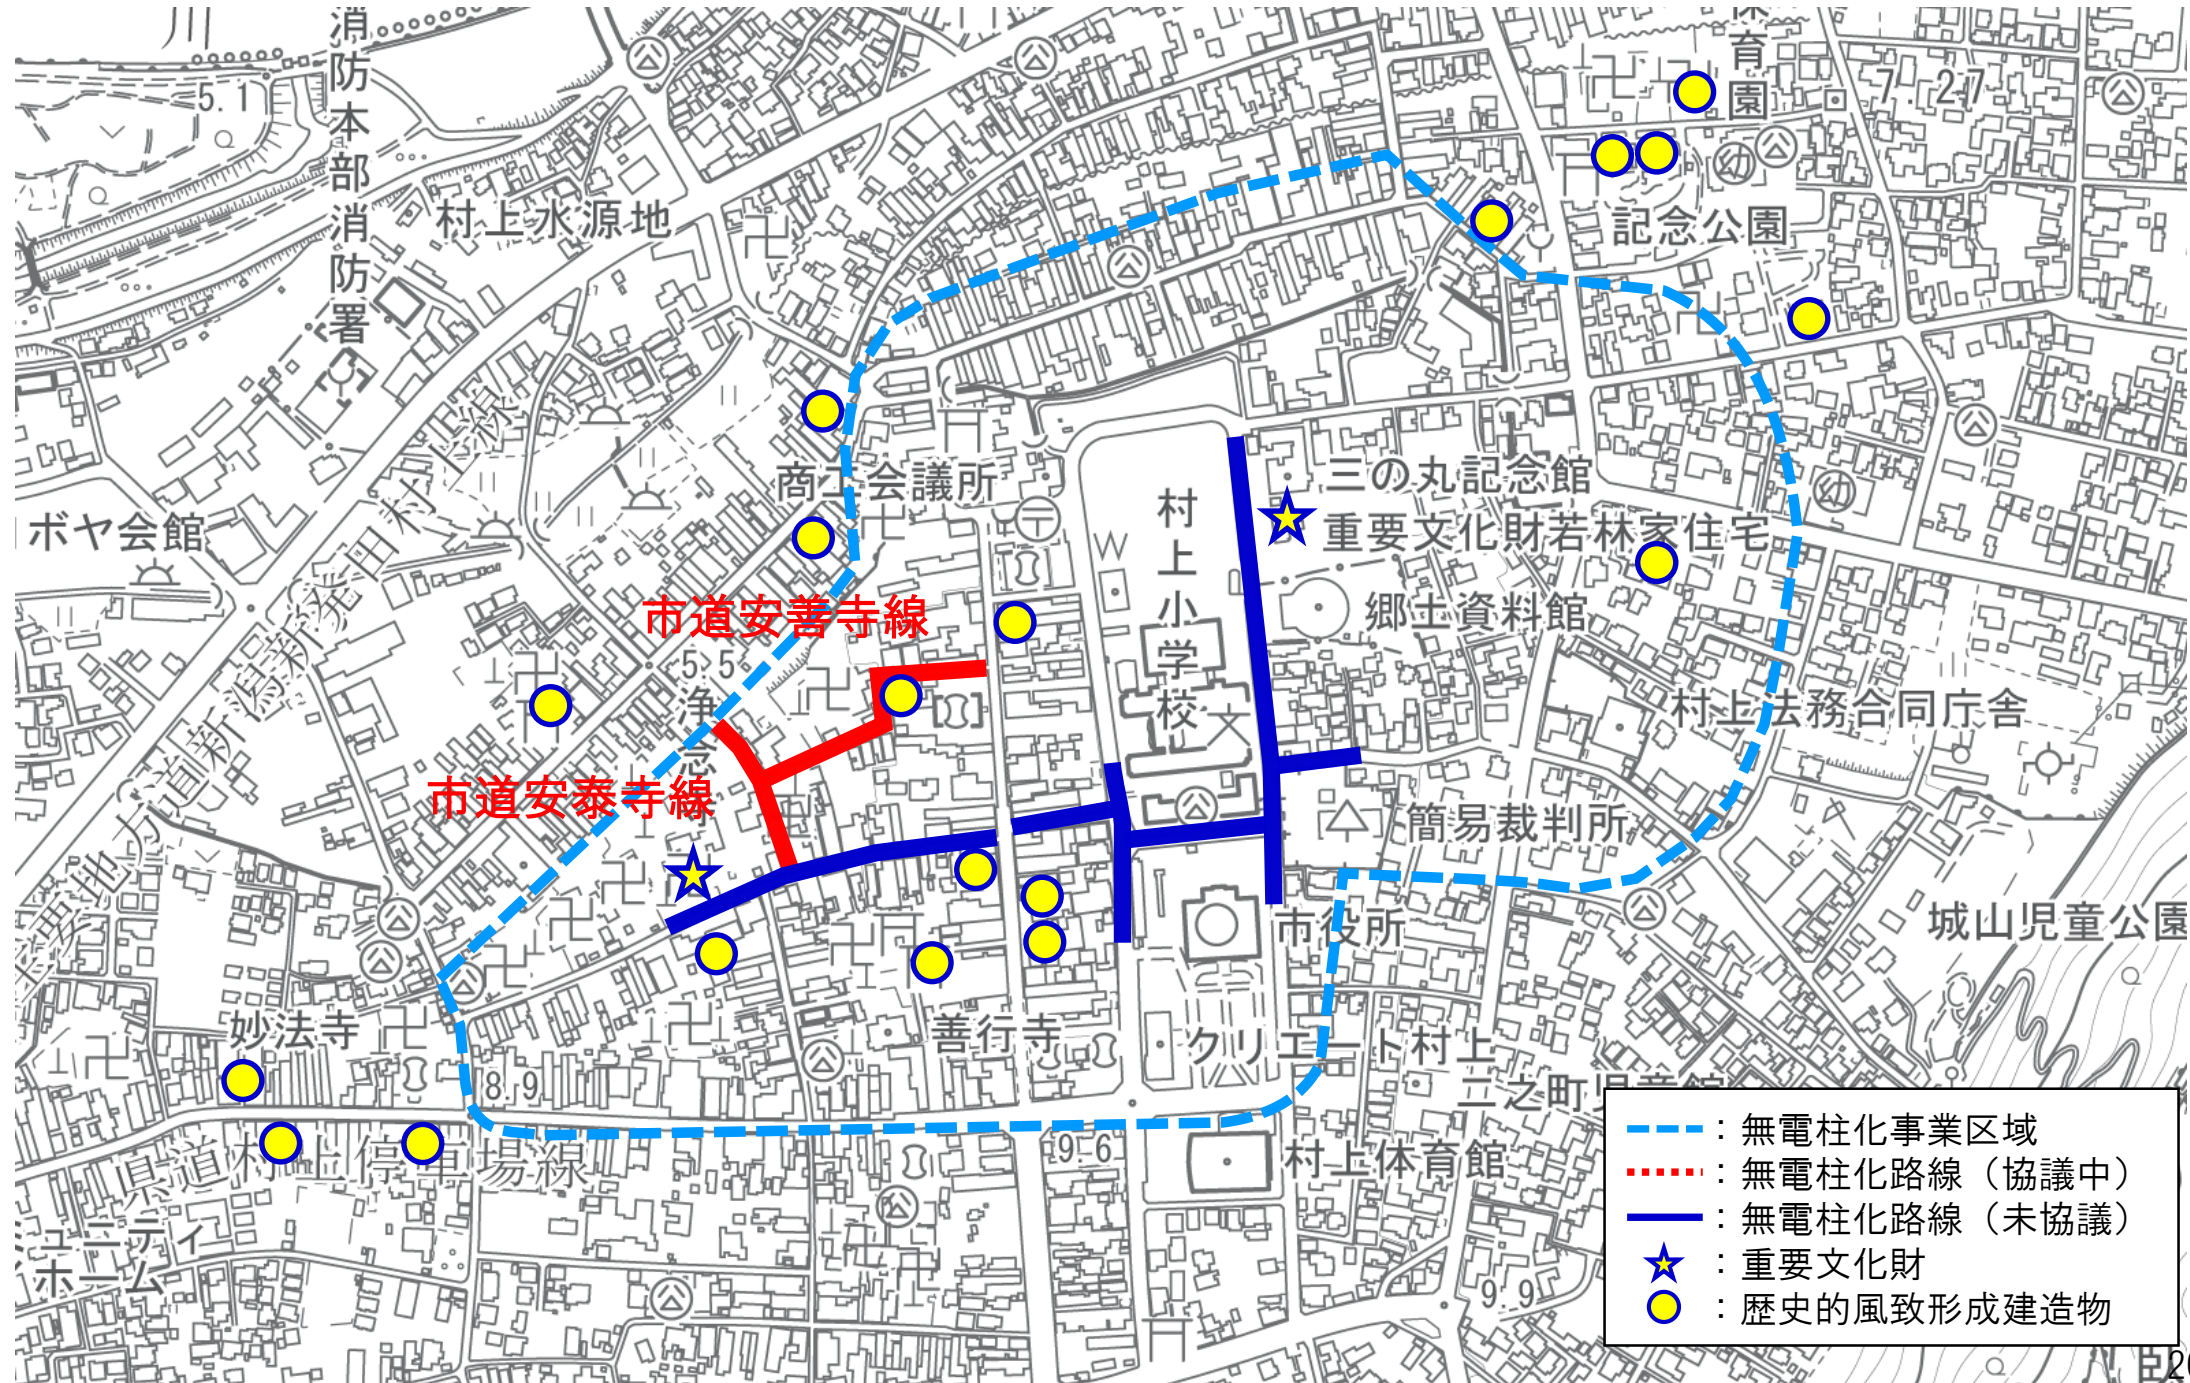 川
消防本部消防署
5.1
村上水源地
保育園
7.27
幼
記念公園
商工会議所
三の丸記念館
重要文化財若林家住宅
幼
村上小学校
文
ボヤ会館
主要地方道新潟新発田村上線
市道安善寺線
5.5
浄念寺
市道安泰寺線
郷土資料館
村上法務合同庁舎
簡易裁判所
市役所
城山児童公園
妙法寺
善行寺
クリエート村上
二之町児童館
8.9
県道村上停車場線
9.6
村上体育館
ミュニティ
ホーム
9.9
：無電柱化事業区域
：無電柱化路線（協議中）
：無電柱化路線（未協議）
：重要文化財
：歴史的風致形成建造物